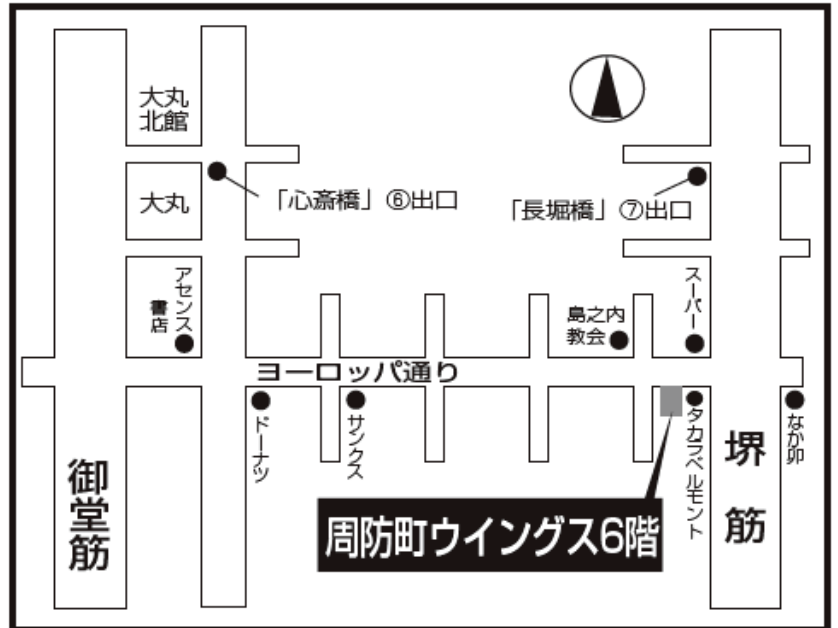 大丸
北館
大丸
「心斎橋」⑥出口
「長堀橋」⑦出口
アセンス
書店
島之内
教会
スーパー
ヨーロッパ通り
ドーナツ
サンクス
タカラベルモント
なか卯
御堂筋
堺筋
周防町ウイングス6階